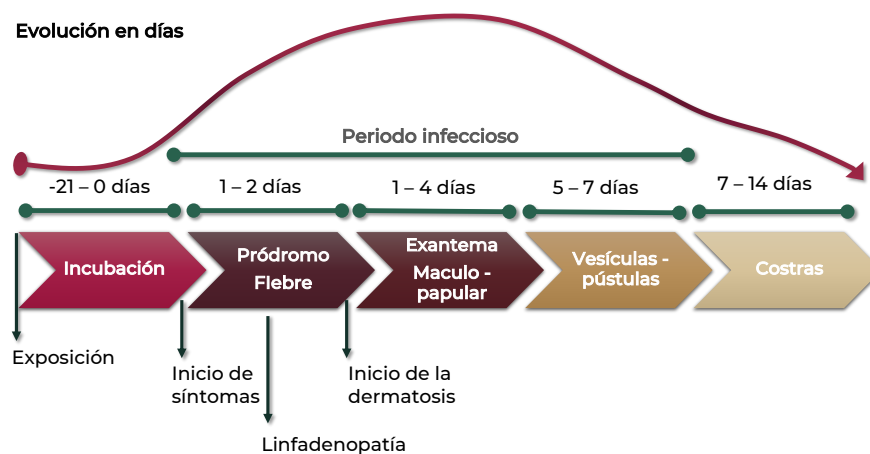 Evolución en días
Periodo infeccioso
-21 – 0 días
1 – 2 días
1 – 4 días
5 – 7 días
7 – 14 días
Incubación
Pródromo
FIebre
Exantema
Maculo -
papular
Vesículas -
pústulas
Costras
Exposición
Inicio de
síntomas
Linfadenopatía
Inicio de la
dermatosis